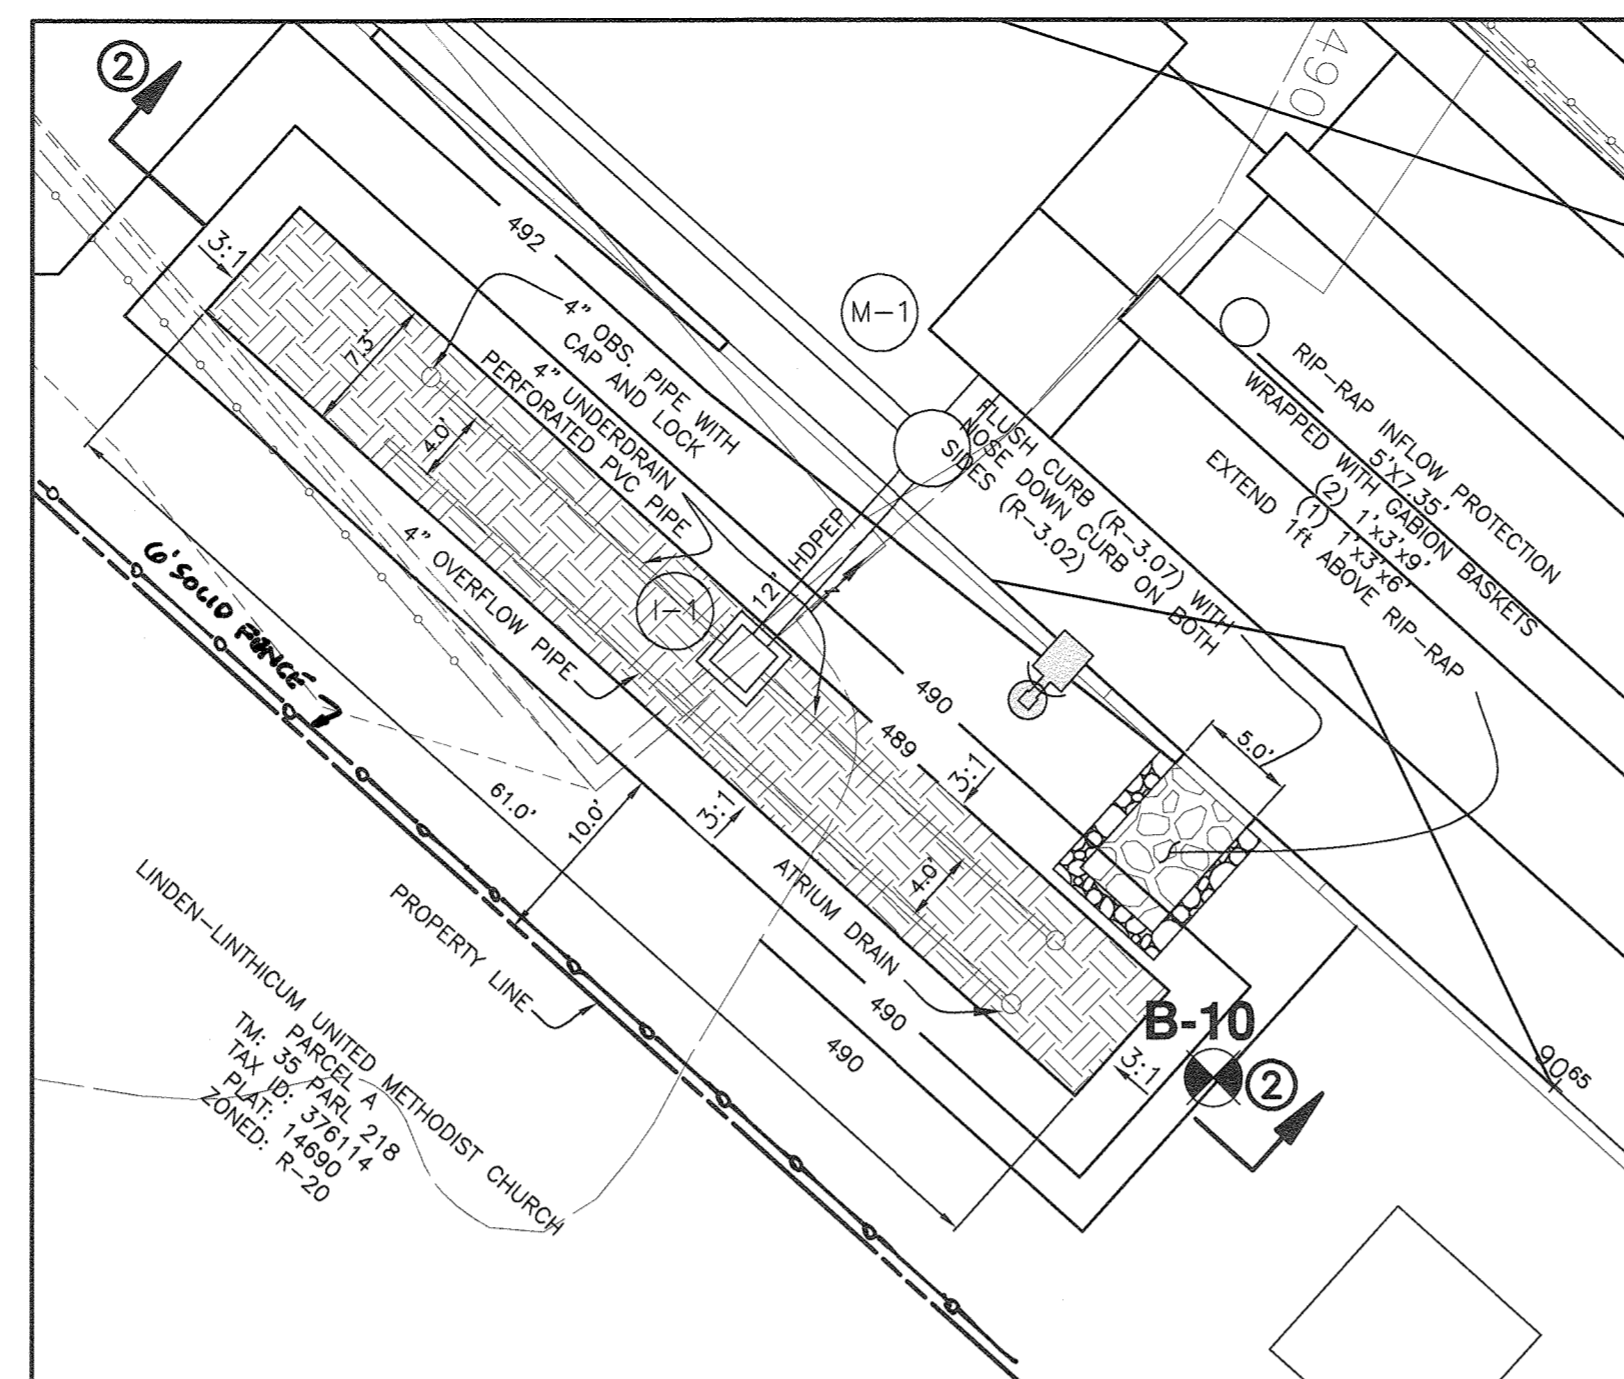 2
490
3:1
492
7.3'
4.0'
4" OBS. PIPE WITH
CAP AND LOCK
4" UNDERDRAIN
PERFORATED PVC PIPE
M-1
FLUSH CURB (R-3.07) WITH
NOSE DOWN CURB ON BOTH
SIDES (R-3.02)
RIP-RAP INFLOW PROTECTION
5'X7.35'
WRAPPED WITH GABION BASKETS
(2) 1'x3'x9'
(1) 1'x3'x6'
EXTEND 1ft ABOVE RIP-RAP
4" OVERFLOW PIPE
I-1
12" HDPEP
6' SOLID FENCE
490
489
3:1
5.0'
61.0'
10.0'
3:1
4.0'
ATRIUM DRAIN
PROPERTY LINE
490
490
LINDEN-LINTHICUM UNITED METHODIST CHURCH
PARCEL A
TM: 35 PARL 218
TAX ID: 376114
PLAT: 14690
ZONED: R-20
B-10
3:1
2
90 65